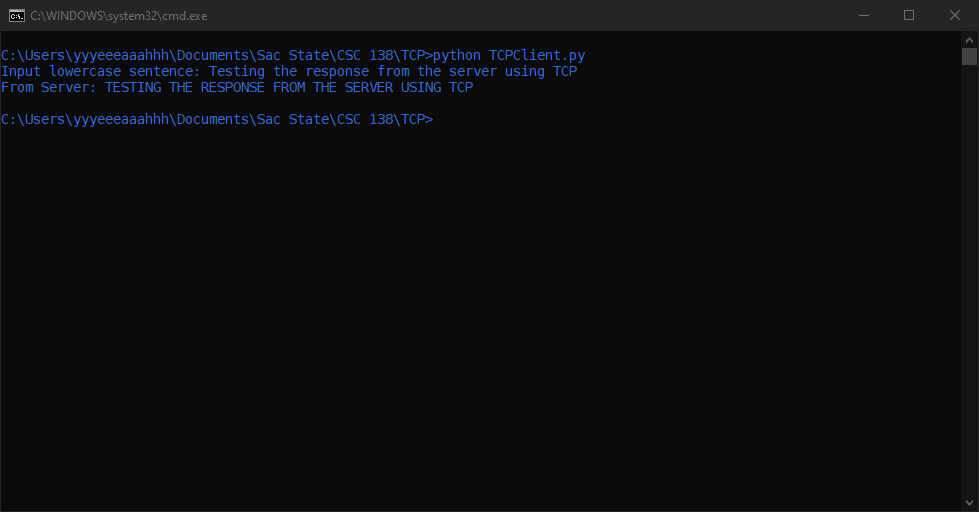 C:\WINDOWS\system32\cmd.exe
C:\Users\yyyeeeaaahhh\Documents\Sac State\CSC 138\TCP>python TCPClient.py
Input lowercase sentence: Testing the response from the server using TCP
From Server: TESTING THE RESPONSE FROM THE SERVER USING TCP
C:\Users\yyyeeeaaahhh\Documents\Sac State\CSC 138\TCP>